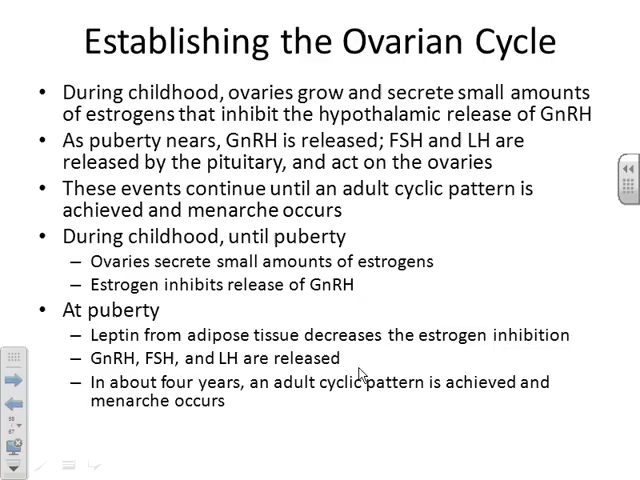 Establishing the Ovarian Cycle
• During childhood, ovaries grow and secrete small amounts
of estrogens that inhibit the hypothalamic release of GnRH
• As puberty nears, GnRH is released; FSH and LH are
released by the pituitary, and act on the ovaries
• These events continue until an adult cyclic pattern is
achieved and menarche occurs
• During childhood, until puberty
– Ovaries secrete small amounts of estrogens
– Estrogen inhibits release of GnRH
• At puberty
– Leptin from adipose tissue decreases the estrogen inhibition
– GnRH, FSH, and LH are released
– In about four years, an adult cyclic pattern is achieved and
menarche occurs